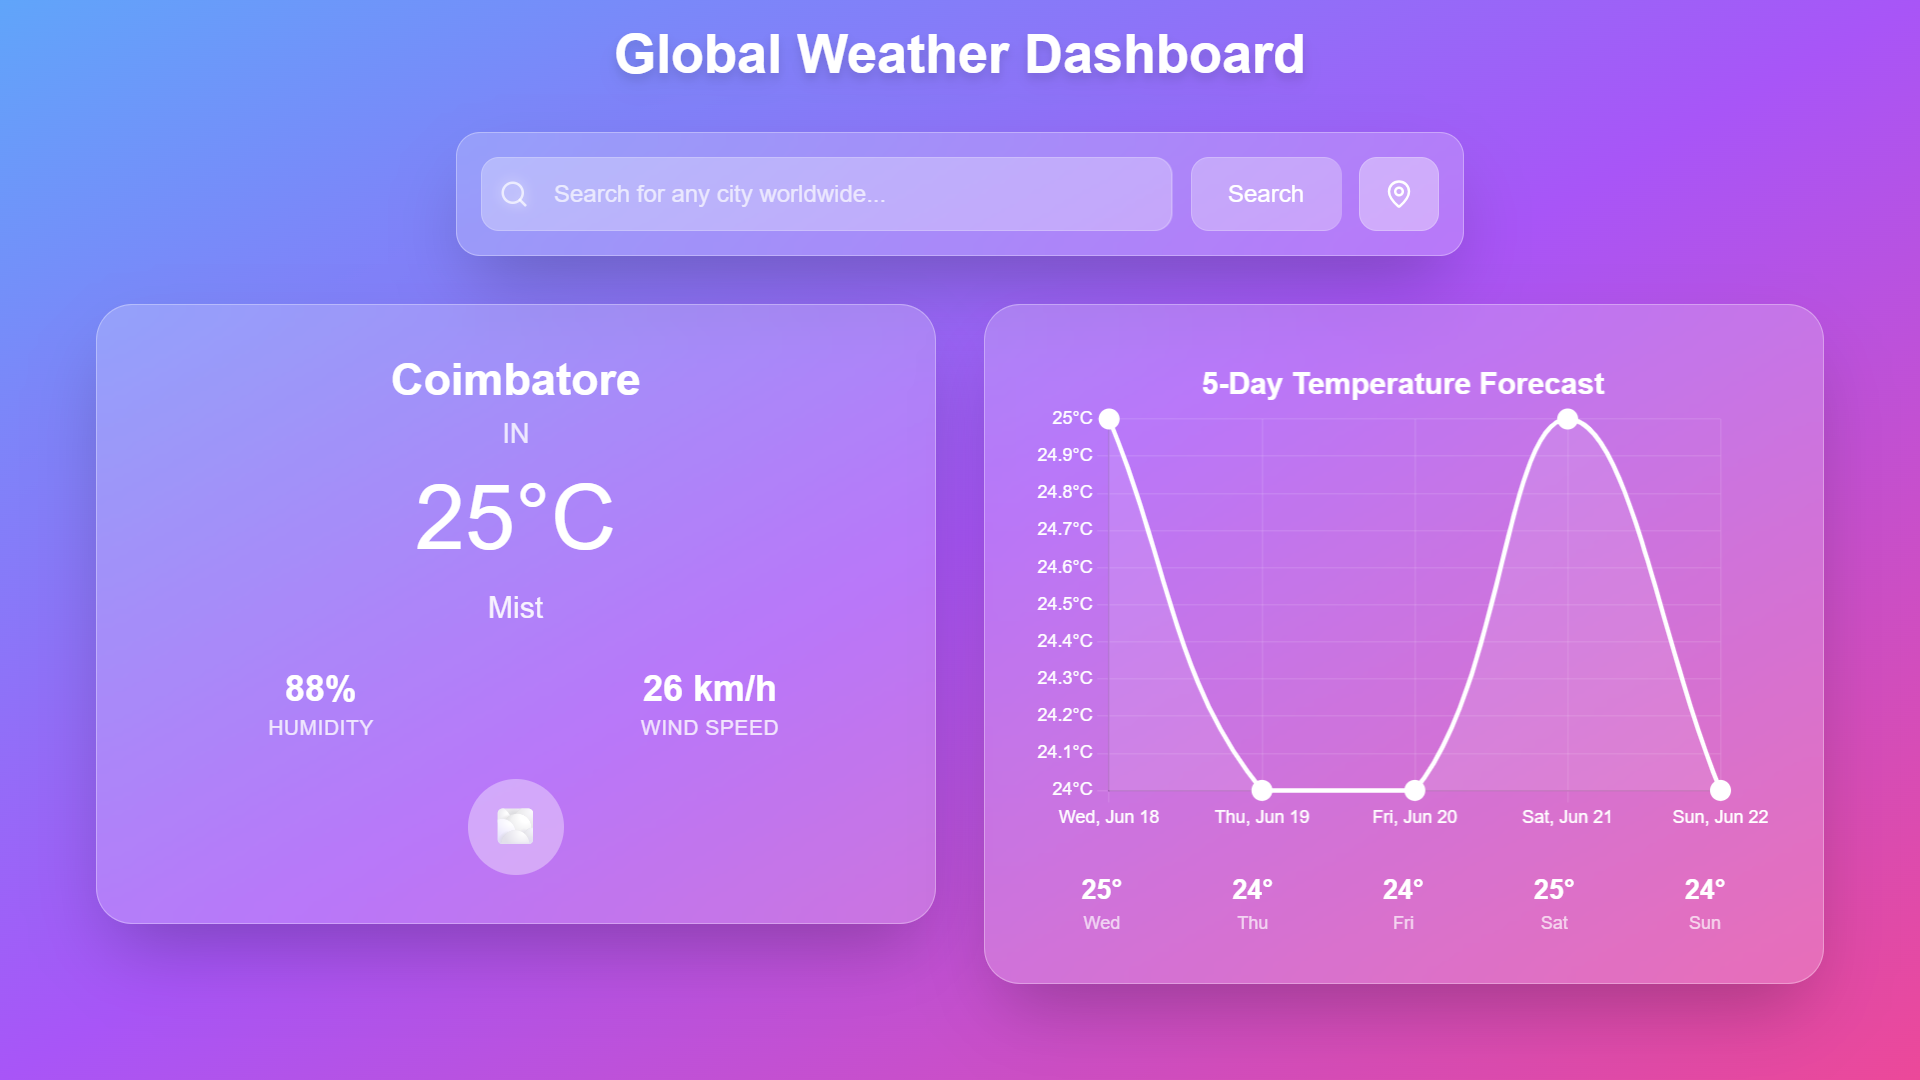 Global Weather Dashboard
Search for any city worldwide...
Search
Coimbatore
IN
25°C
Mist
88%
HUMIDITY
26 km/h
WIND SPEED
5-Day Temperature Forecast
25°C
24.9°C
24.8°C
24.7°C
24.6°C
24.5°C
24.4°C
24.3°C
24.2°C
24.1°C
24°C
Wed, Jun 18 Thu, Jun 19 Fri, Jun 20 Sat, Jun 21 Sun, Jun 22
25° 24° 24° 25° 24°
Wed Thu Fri Sat Sun